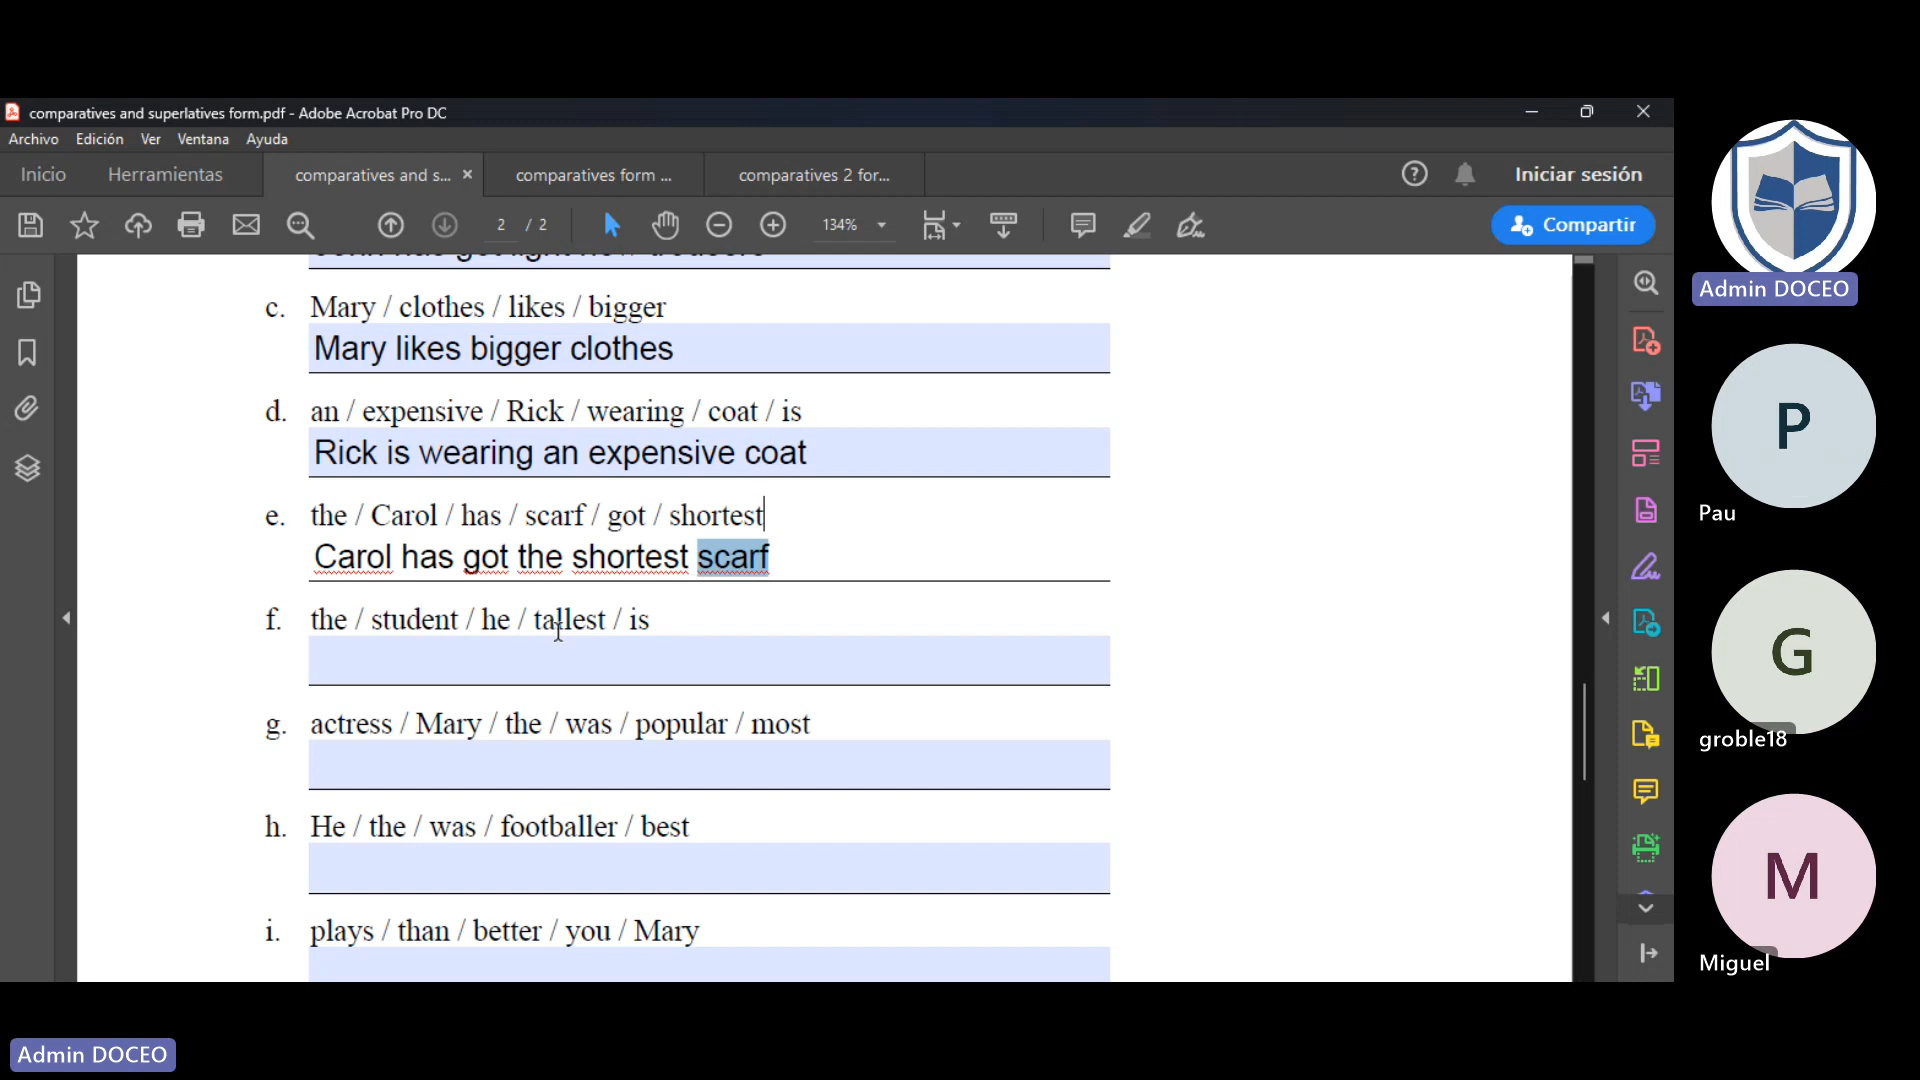 comparatives and superlatives form.pdf - Adobe Acrobat Pro DC
Archivo Edición Ver Ventana Ayuda
Inicio Herramientas comparatives and s... comparatives form ... comparatives 2 for... Iniciar sesión
2 / 2 134% Compartir
c. Mary / clothes / likes / bigger
Mary likes bigger clothes
d. an / expensive / Rick / wearing / coat / is
Rick is wearing an expensive coat
e. the / Carol / has / scarf / got / shortest
Carol has got the shortest scarf
f. the / student / he / tallest / is
g. actress / Mary / the / was / popular / most
h. He / the / was / footballer / best
i. plays / than / better / you / Mary
Admin DOCEO
P
Pau
G
groble18
M
Miguel
Admin DOCEO